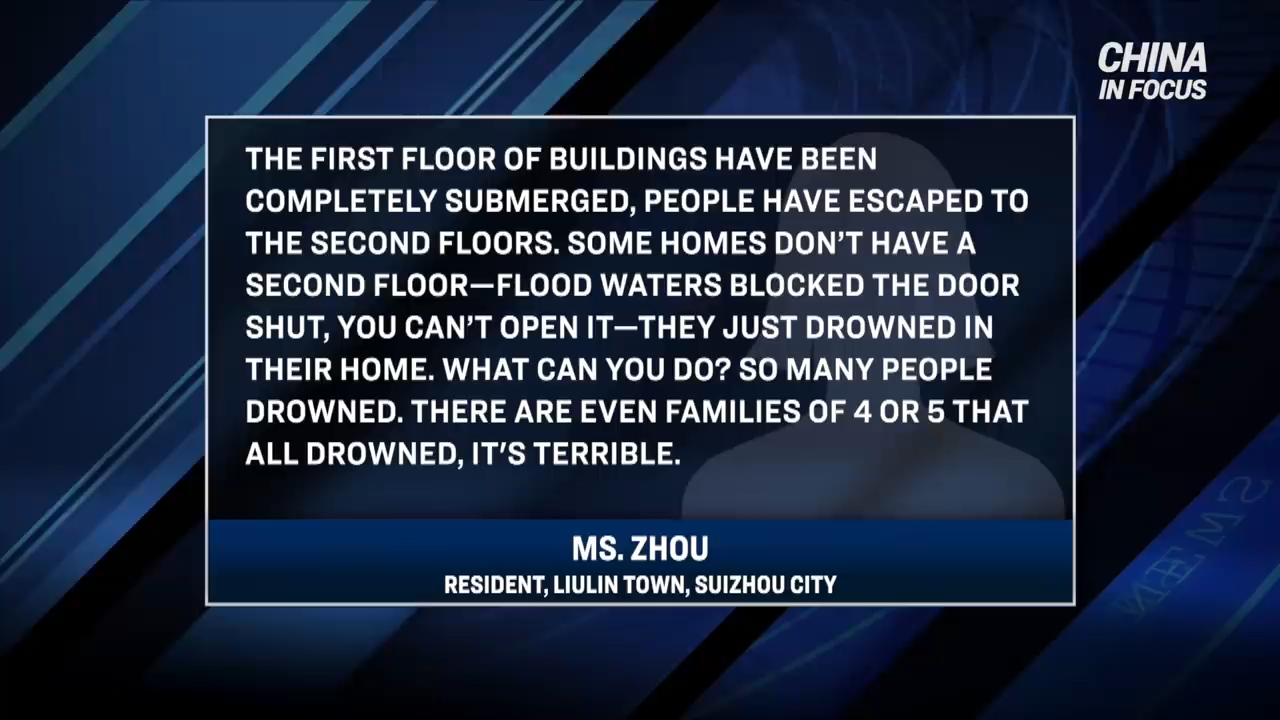 CHINA
IN FOCUS
THE FIRST FLOOR OF BUILDINGS HAVE BEEN
COMPLETELY SUBMERGED, PEOPLE HAVE ESCAPED TO
THE SECOND FLOORS. SOME HOMES DON'T HAVE A
SECOND FLOOR—FLOOD WATERS BLOCKED THE DOOR
SHUT, YOU CAN'T OPEN IT—THEY JUST DROWNED IN
THEIR HOME. WHAT CAN YOU DO? SO MANY PEOPLE
DROWNED. THERE ARE EVEN FAMILIES OF 4 OR 5 THAT
ALL DROWNED, IT'S TERRIBLE.
MS. ZHOU
RESIDENT, LIULIN TOWN, SUIZHOU CITY